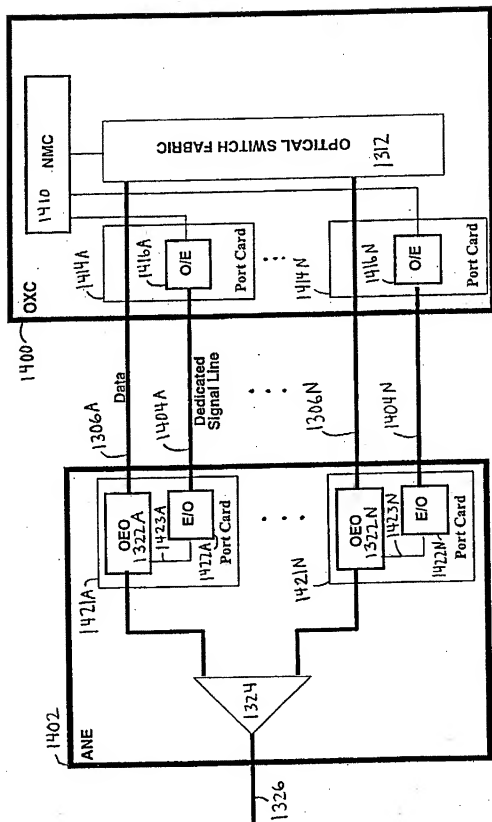 1400
OXC
1410 NMC
OPTICAL SWITCH FABRIC
1312
1414A
1416A
O/E
Port Card
1414N
1416N
O/E
Port Card
1306A
Data
1404A
Dedicated
Signal Line
1306N
1404N
1402
ANE
1421A
OEO
1322A
1423A
E/O
1422A
Port Card
1421N
OEO
1322N
1423N
E/O
1422N
Port Card
1324
1326